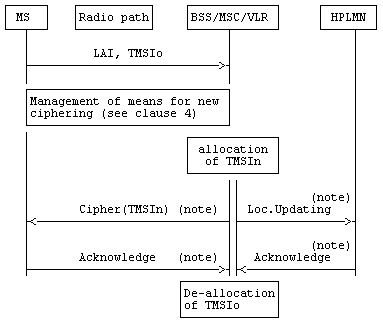 MS Radio path BSS/MSC/VLR HPLMN
LAI, TMSIo
Management of means for new
ciphering (see clause 4)
allocation
of TMSIn
(note)
Cipher(TMSIn) (note) Loc.Updating
(note)
Acknowledge (note) Acknowledge
De-allocation
of TMSIo